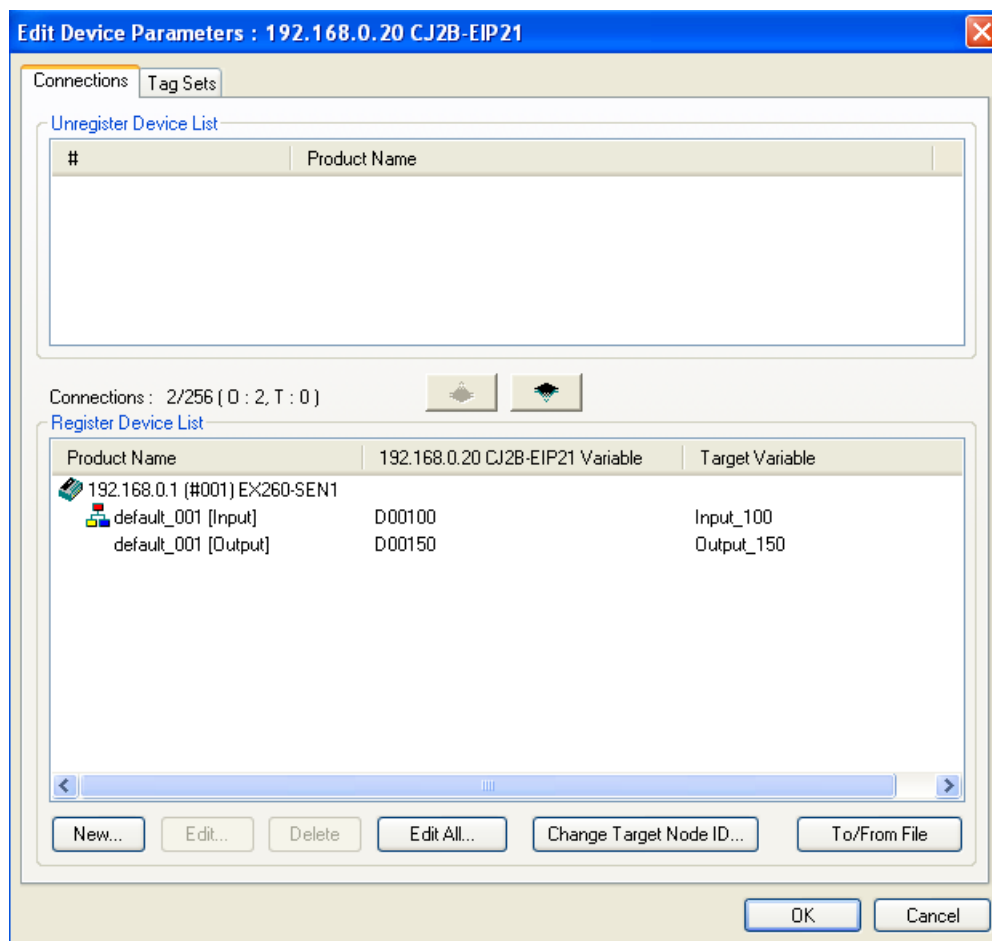 Edit Device Parameters : 192.168.0.20 CJ2B-EIP21
Connections Tag Sets
Unregister Device List
# Product Name
Connections : 2/256 ( O : 2, T : 0 )
Register Device List
Product Name 192.168.0.20 CJ2B-EIP21 Variable Target Variable
192.168.0.1 (#001) EX260-SEN1
default_001 [Input] D00100 Input_100
default_001 [Output] D00150 Output_150
New... Edit... Delete Edit All... Change Target Node ID... To/From File
OK Cancel